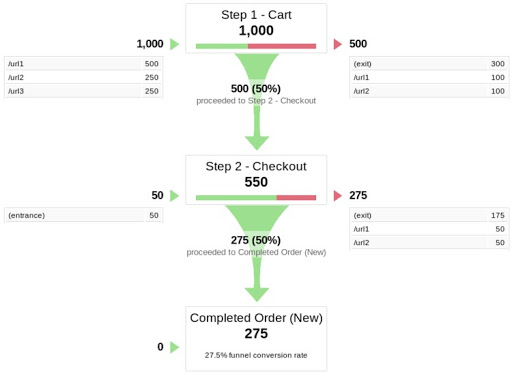 Step 1 - Cart
1,000
1,000
500
/url1 500
/url2 250
/url3 250
(exit) 300
/url1 100
/url2 100
500 (50%)
proceeded to Step 2 - Checkout
Step 2 - Checkout
550
50
275
(entrance) 50
(exit) 175
/url1 50
/url2 50
275 (50%)
proceeded to Completed Order (New)
Completed Order (New)
275
0
27.5% funnel conversion rate